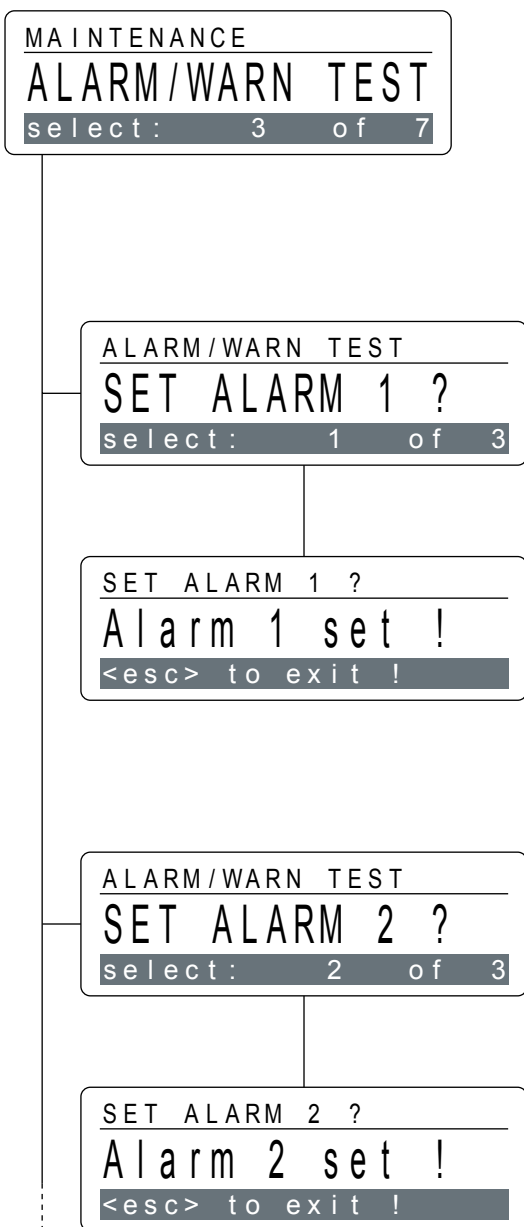 MAINTENANCE
ALARM/WARN TEST
select: 3 of 7
ALARM/WARN TEST
SET ALARM 1 ?
select: 1 of 3
SET ALARM 1 ?
Alarm 1 set !
<esc> to exit !
ALARM/WARN TEST
SET ALARM 2 ?
select: 2 of 3
SET ALARM 2 ?
Alarm 2 set !
<esc> to exit !